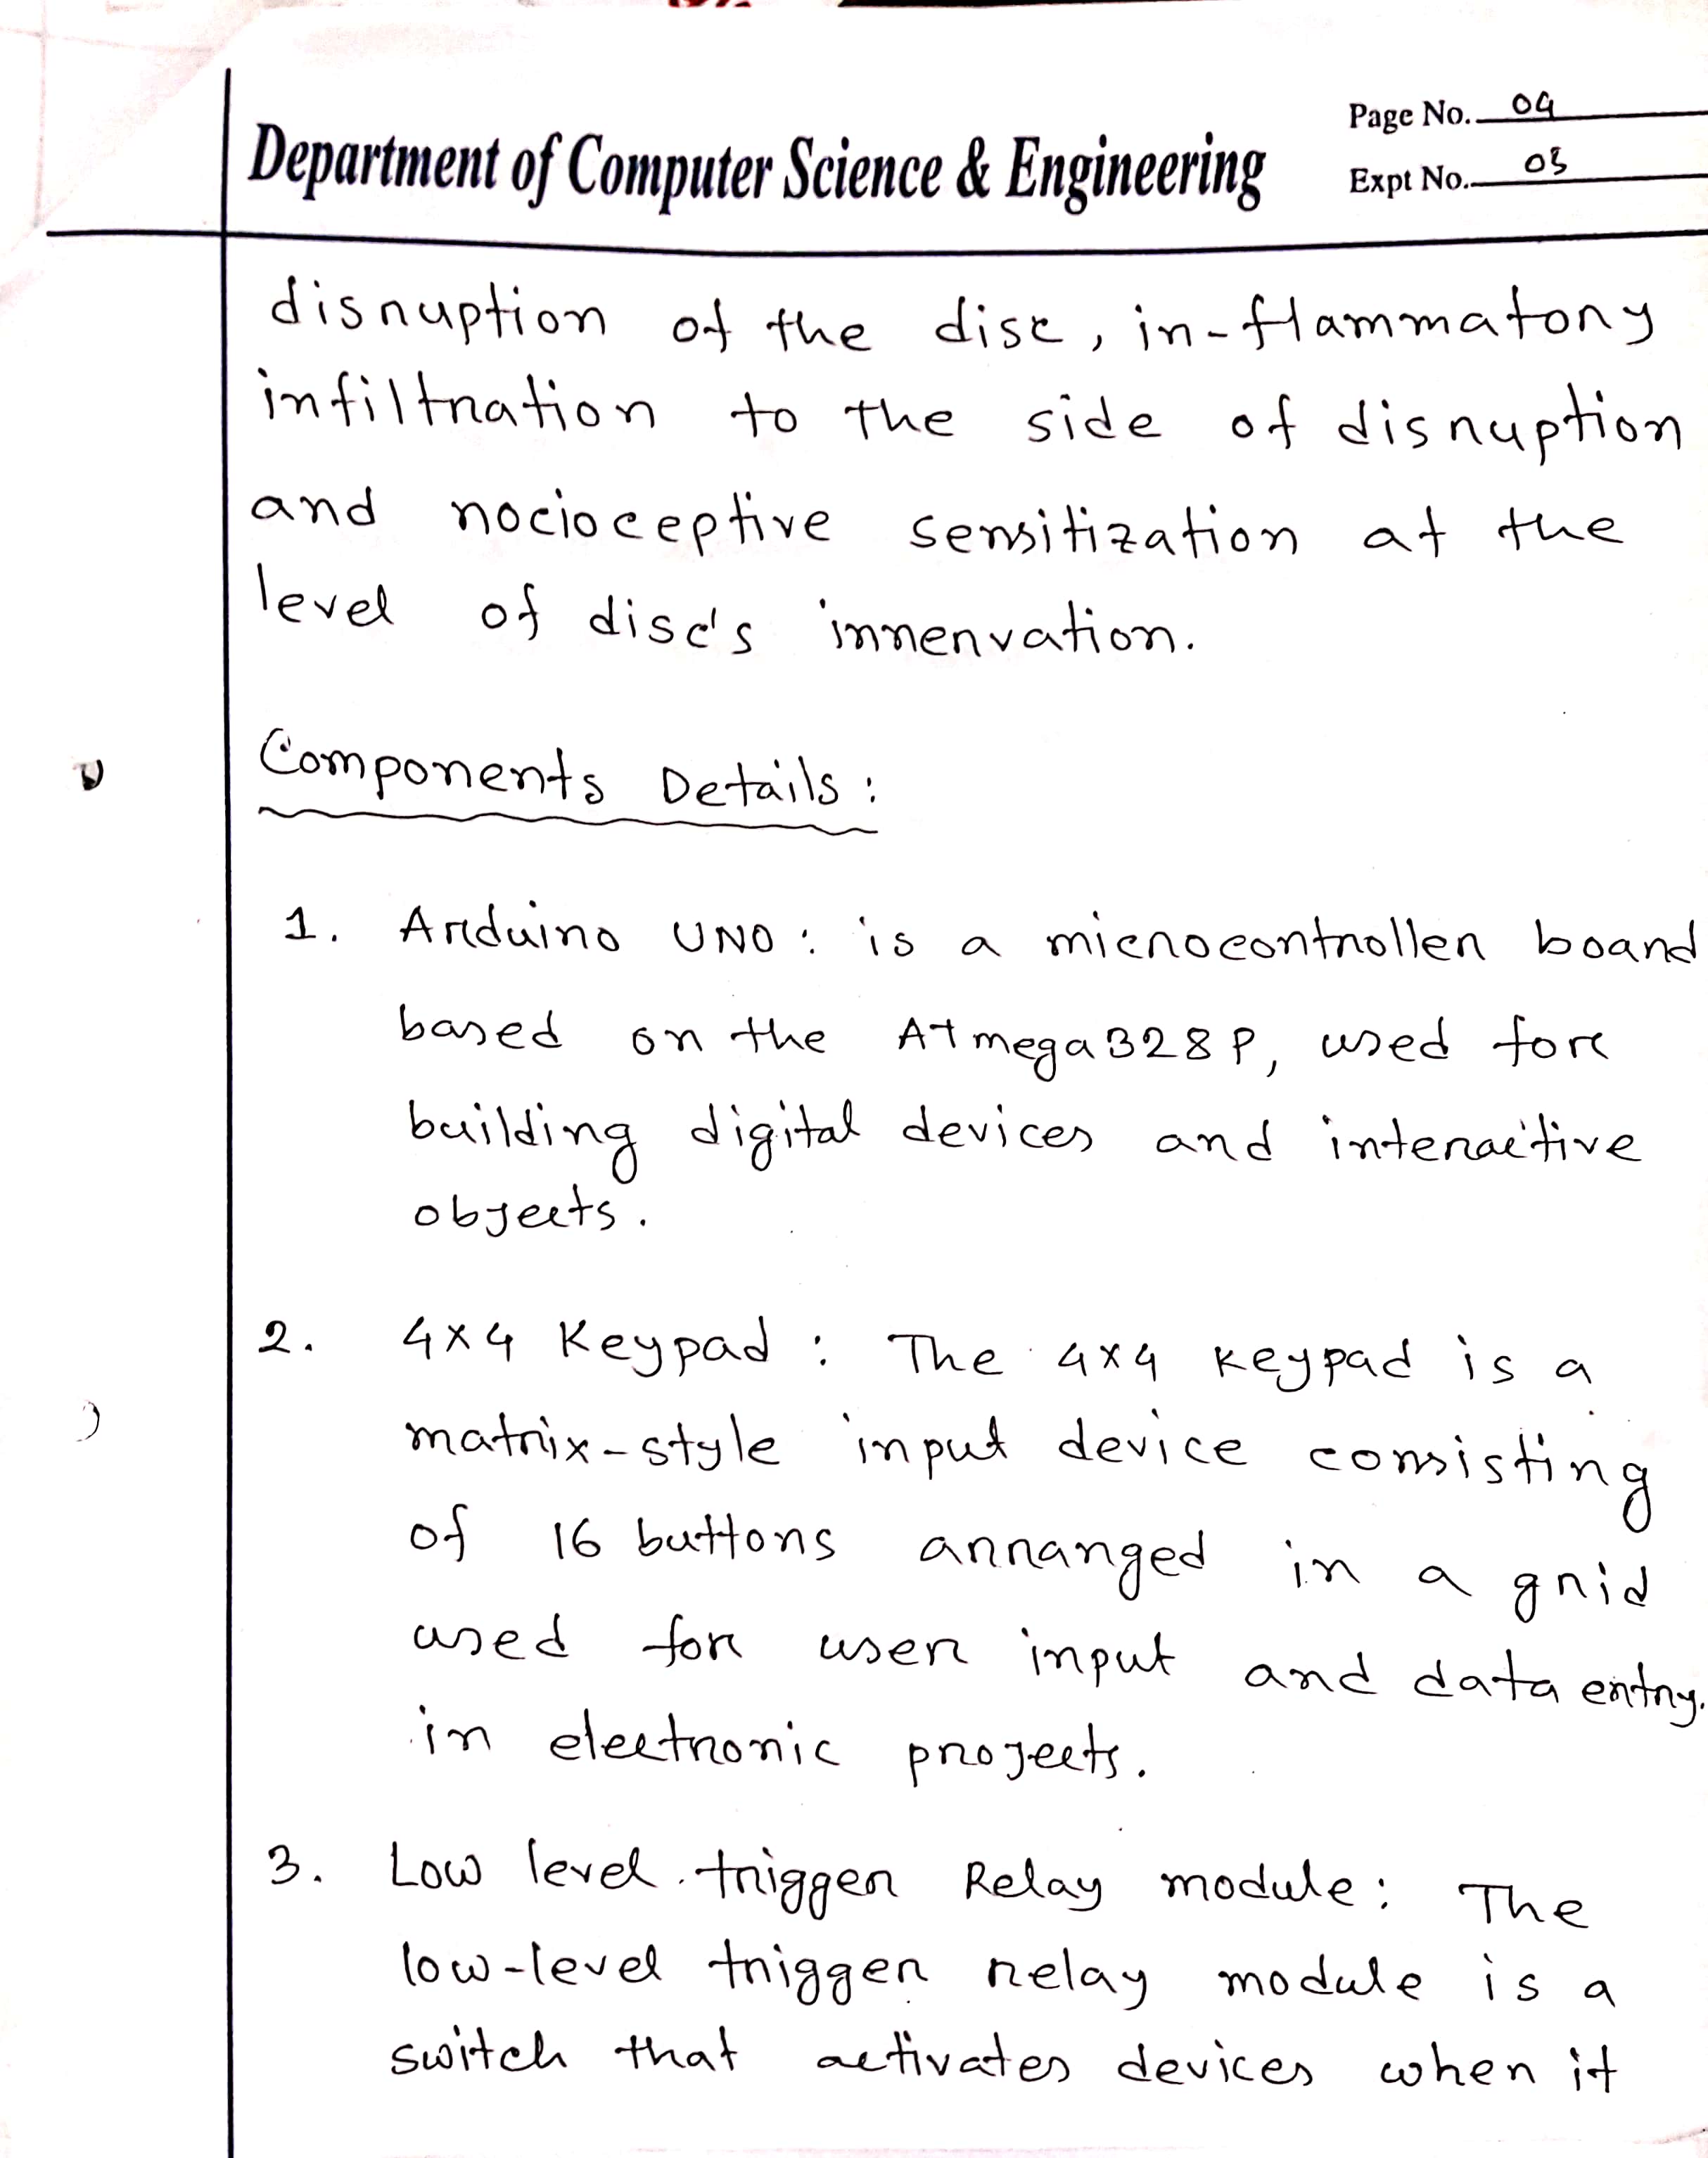 Department of Computer Science & Engineering
Page No. 04
Expt No. 03
disruption of the disc, in-flammatory
infiltration to the side of disruption
and nocioceptive sensitization at the
level of disc's innervation.
Components Details :
1. Arduino UNO : is a microcontroller board
based on the ATmega328P, used for
building digital devices and interactive
objects.
2. 4x4 Keypad : The 4x4 keypad is a
matrix-style input device consisting
of 16 buttons arranged in a grid
used for user input and data entry.
in electronic projects.
3. Low level trigger Relay module : The
low-level trigger relay module is a
switch that activates devices when it